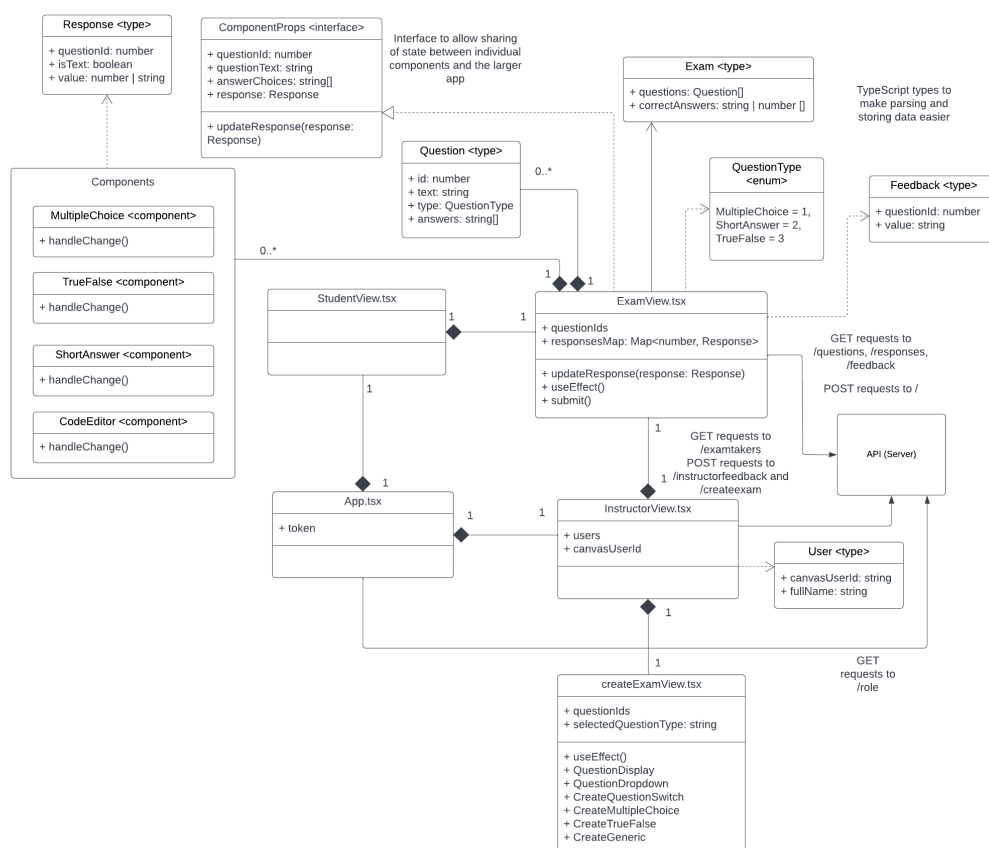 Response <type>
+ questionId: number
+ isText: boolean
+ value: number | string
ComponentProps <interface>
+ questionId: number
+ questionText: string
+ answerChoices: string[]
+ response: Response
+ updateResponse(response:
Response)
Interface to allow sharing
of state between individual
components and the larger
app
Exam <type>
+ questions: Question[]
+ correctAnswers: string | number []
TypeScript types to
make parsing and
storing data easier
Question <type>
+ id: number
+ text: string
+ type: QuestionType
+ answers: string[]
0..*
QuestionType
<enum>
MultipleChoice = 1,
ShortAnswer = 2,
TrueFalse = 3
Feedback <type>
+ questionId: number
+ value: string
Components
MultipleChoice <component>
+ handleChange()
TrueFalse <component>
+ handleChange()
ShortAnswer <component>
+ handleChange()
CodeEditor <component>
+ handleChange()
0..*
1
1
StudentView.tsx
1
1
ExamView.tsx
+ questionIds
+ responsesMap: Map<number, Response>
+ updateResponse(response: Response)
+ useEffect()
+ submit()
GET requests to
/questions, /responses,
/feedback
POST requests to /
1
1
1
GET requests to
/examtakers
POST requests to
/instructorfeedback and
/createexam
1
API (Server)
App.tsx
+ token
1
1
InstructorView.tsx
+ users
+ canvasUserId
User <type>
+ canvasUserId: string
+ fullName: string
1
1
GET
requests to
/role
createExamView.tsx
+ questionIds
+ selectedQuestionType: string
+ useEffect()
+ QuestionDisplay
+ QuestionDropdown
+ CreateQuestionSwitch
+ CreateMultipleChoice
+ CreateTrueFalse
+ CreateGeneric